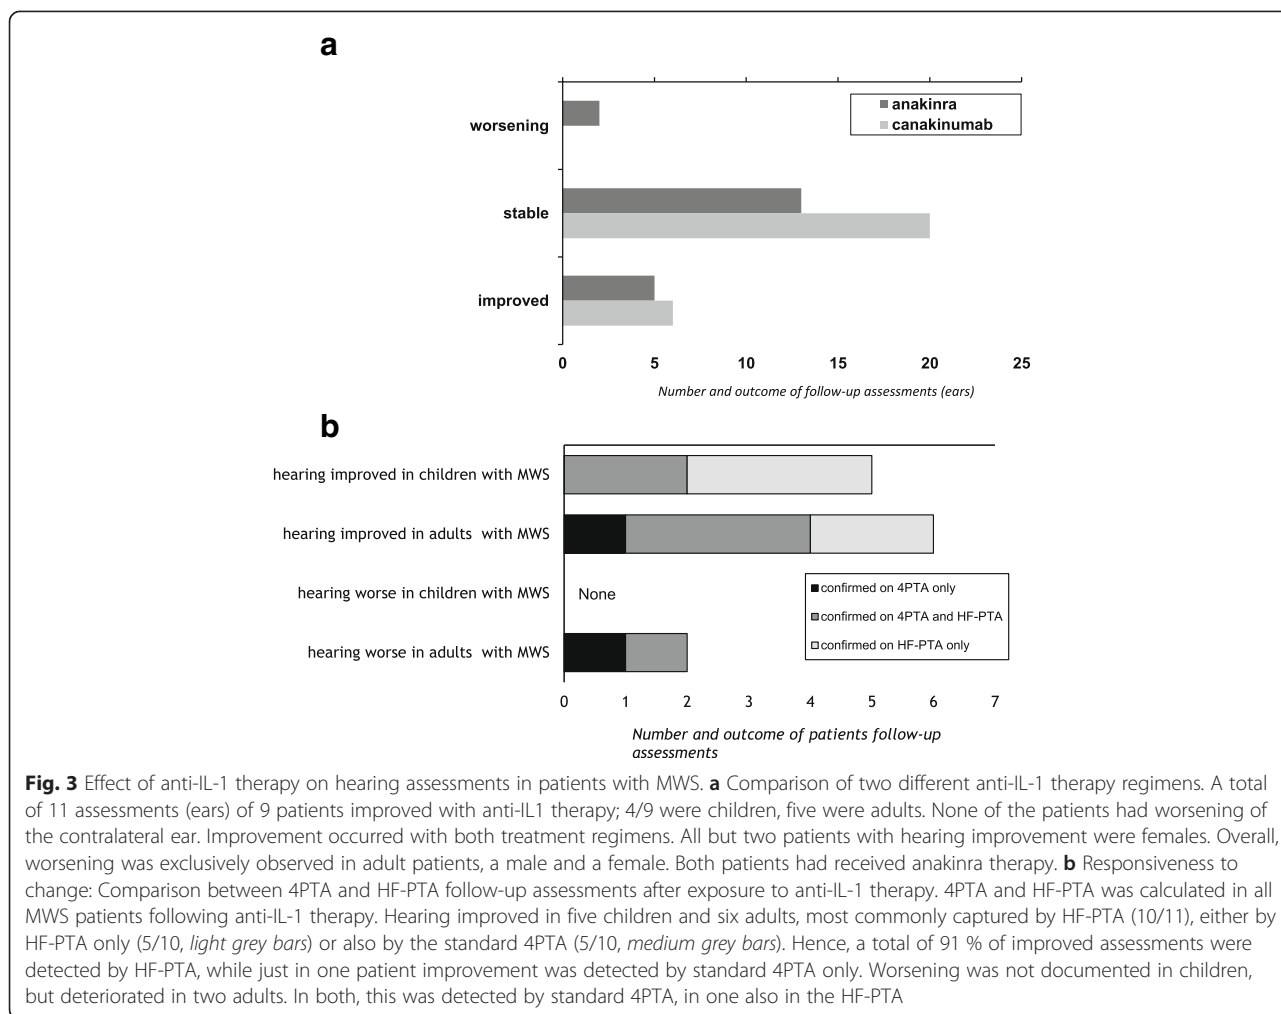 a
anakinra
canakinumab
worsening
stable
improved
0 5 10 15 20 25
Number and outcome of follow-up assessments (ears)
b
hearing improved in children with MWS
hearing improved in adults with MWS
hearing worse in children with MWS
None
hearing worse in adults with MWS
confirmed on 4PTA only
confirmed on 4PTA and HF-PTA
confirmed on HF-PTA only
0 1 2 3 4 5 6 7
Number and outcome of patients follow-up
assessments
Fig. 3 Effect of anti-IL-1 therapy on hearing assessments in patients with MWS. a Comparison of two different anti-IL-1 therapy regimens. A total
of 11 assessments (ears) of 9 patients improved with anti-IL1 therapy; 4/9 were children, five were adults. None of the patients had worsening of
the contralateral ear. Improvement occurred with both treatment regimens. All but two patients with hearing improvement were females. Overall,
worsening was exclusively observed in adult patients, a male and a female. Both patients had received anakinra therapy. b Responsiveness to
change: Comparison between 4PTA and HF-PTA follow-up assessments after exposure to anti-IL-1 therapy. 4PTA and HF-PTA was calculated in all
MWS patients following anti-IL-1 therapy. Hearing improved in five children and six adults, most commonly captured by HF-PTA (10/11), either by
HF-PTA only (5/10, light grey bars) or also by the standard 4PTA (5/10, medium grey bars). Hence, a total of 91 % of improved assessments were
detected by HF-PTA, while just in one patient improvement was detected by standard 4PTA only. Worsening was not documented in children,
but deteriorated in two adults. In both, this was detected by standard 4PTA, in one also in the HF-PTA